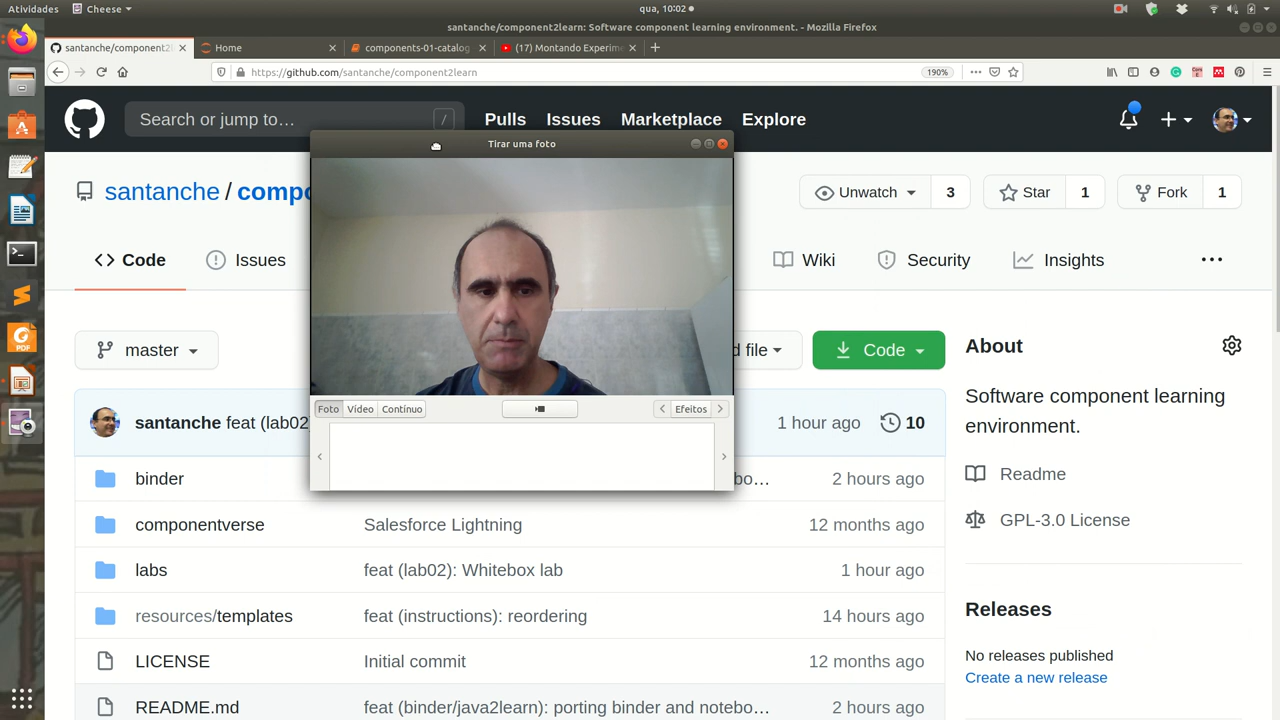 Atividades Cheese qua, 10:02
santanche/component2learn: Software component learning environment. - Mozilla Firefox
santanche/component2l Home components-01-catalog (17) Montando Experime
https://github.com/santanche/component2learn 190%
Search or jump to… / Pulls Issues Marketplace Explore
Tirar uma foto
santanche / compo Unwatch 3 Star 1 Fork 1
Code Issues Wiki Security Insights
master d file Code About
Software component learning
environment.
Foto Vídeo Contínuo Efeitos
santanche feat (lab02) 1 hour ago 10
Readme
binder bo… 2 hours ago
GPL-3.0 License
componentverse Salesforce Lightning 12 months ago
labs feat (lab02): Whitebox lab 1 hour ago
Releases
resources/templates feat (instructions): reordering 14 hours ago
No releases published
LICENSE Initial commit 12 months ago
Create a new release
README.md feat (binder/java2learn): porting binder and notebo… 2 hours ago